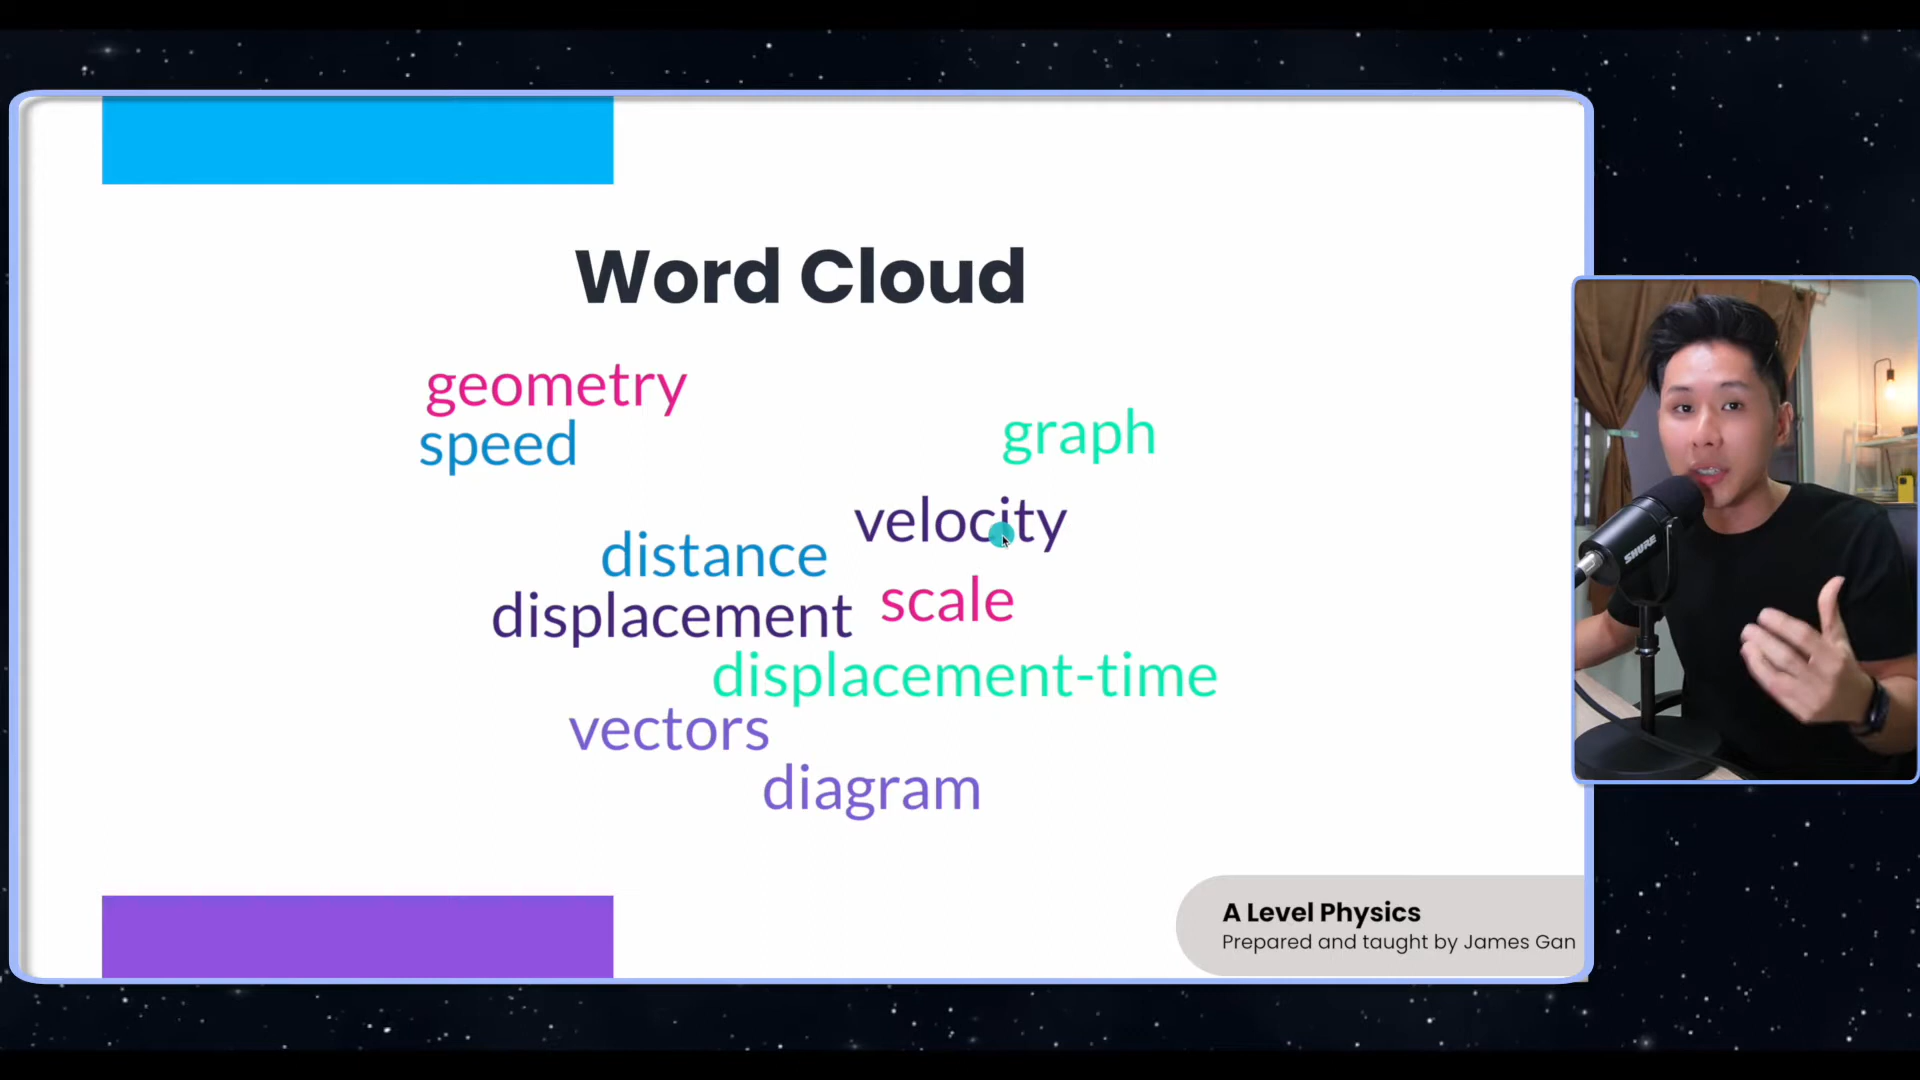 Word Cloud
geometry
speed
graph
velocity
distance
scale
displacement
displacement-time
vectors
diagram
A Level Physics
Prepared and taught by James Gan
SHURE